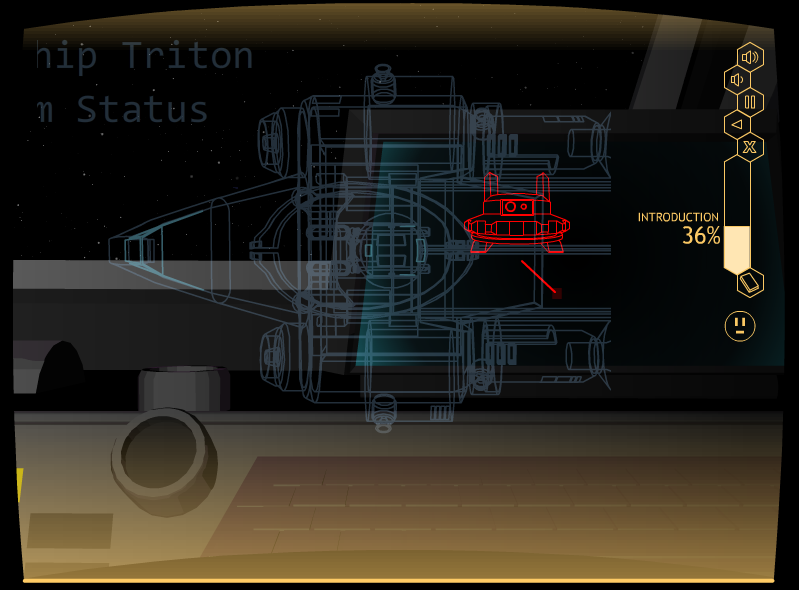 hip Triton
m Status
INTRODUCTION
36%